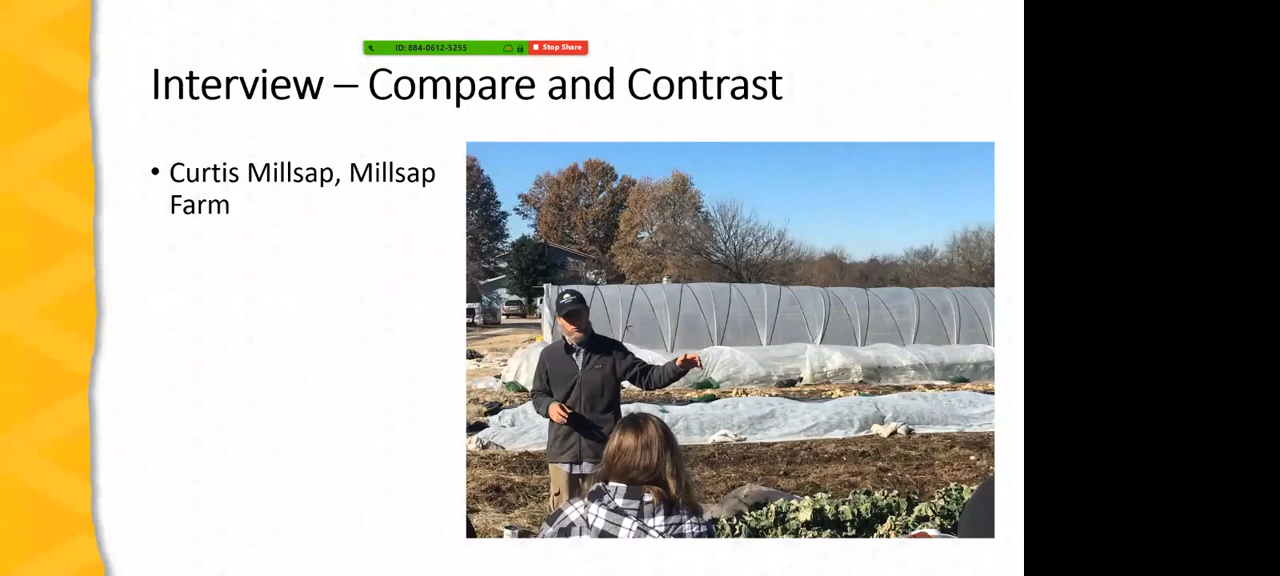 ID: 884-0612-5255 Stop Share
Interview – Compare and Contrast
• Curtis Millsap, Millsap
Farm